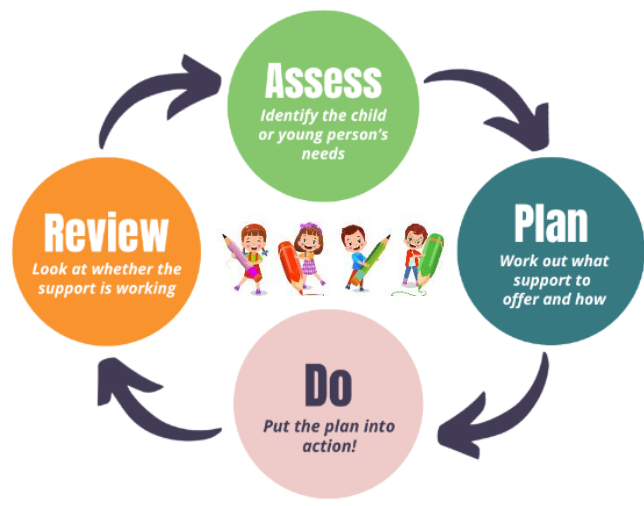 Assess
Identify the child
or young person's
needs
Plan
Work out what
support to
offer and how
Do
Put the plan into
action!
Review
Look at whether the
support is working